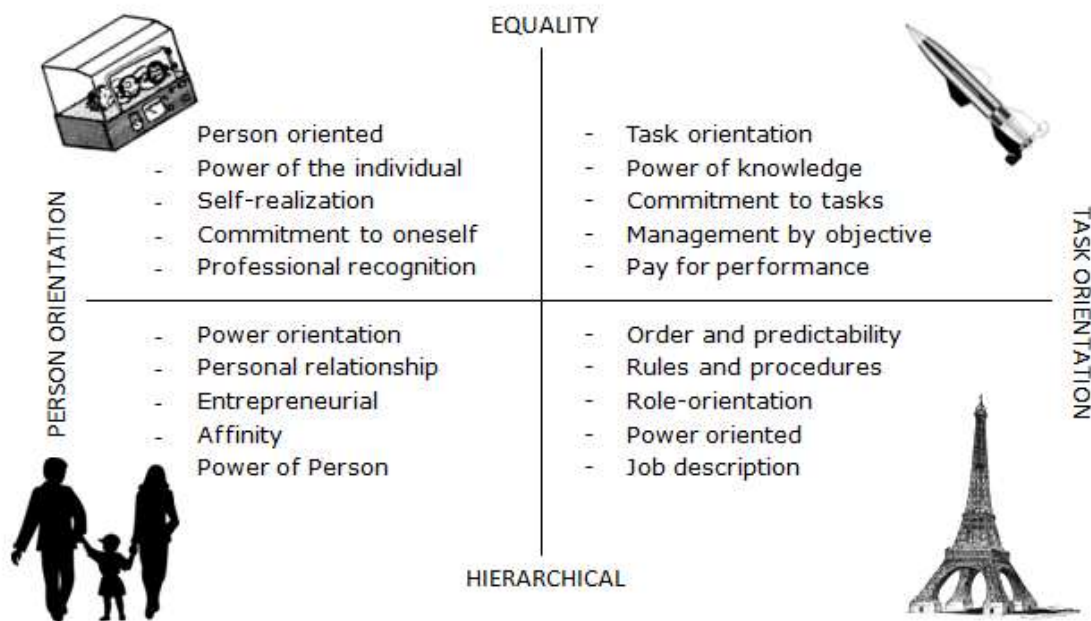 EQUALITY
Person oriented
- Power of the individual
- Self-realization
- Commitment to oneself
- Professional recognition
- Task orientation
- Power of knowledge
- Commitment to tasks
- Management by objective
- Pay for performance
PERSON ORIENTATION
TASK ORIENTATION
- Power orientation
- Personal relationship
- Entrepreneurial
- Affinity
Power of Person
- Order and predictability
- Rules and procedures
- Role-orientation
- Power oriented
- Job description
HIERARCHICAL